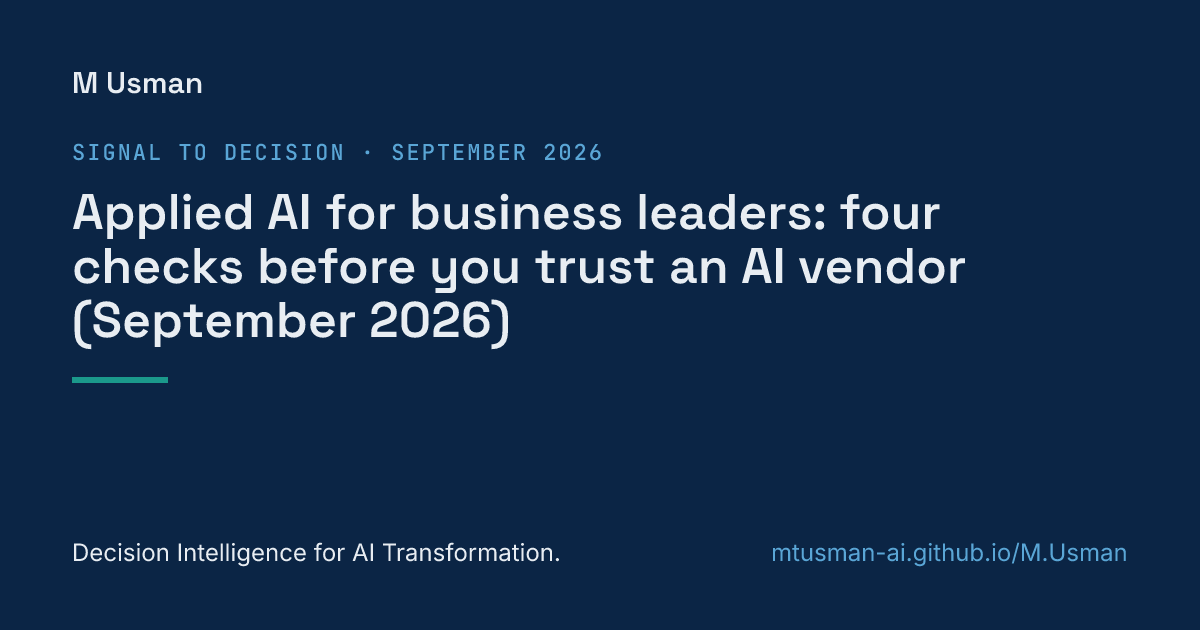 M Usman
SIGNAL TO DECISION · SEPTEMBER 2026
Applied AI for business leaders: four
checks before you trust an AI vendor
(September 2026)
Decision Intelligence for AI Transformation.
mtusman-ai.github.io/M.Usman